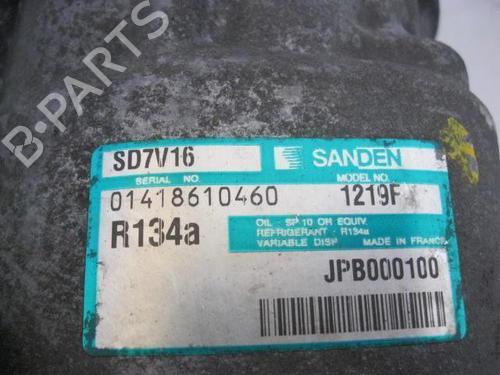 B-PARTS
SD7V16
SANDEN
SERIAL NO.
MODEL NO.
01418610460
1219F
R134a
OIL - SP 10 OR EQUIV.
REFRIGERANT - R134a
VARIABLE DISP
MADE IN FRANCE
JPB000100